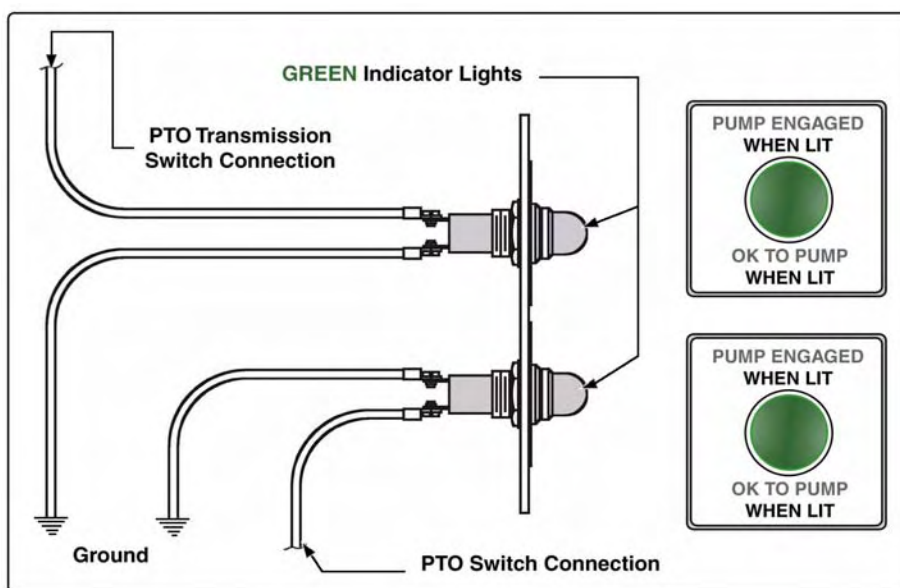 GREEN Indicator Lights
PTO Transmission
Switch Connection
PUMP ENGAGED
WHEN LIT
OK TO PUMP
WHEN LIT
PUMP ENGAGED
WHEN LIT
OK TO PUMP
WHEN LIT
Ground
PTO Switch Connection